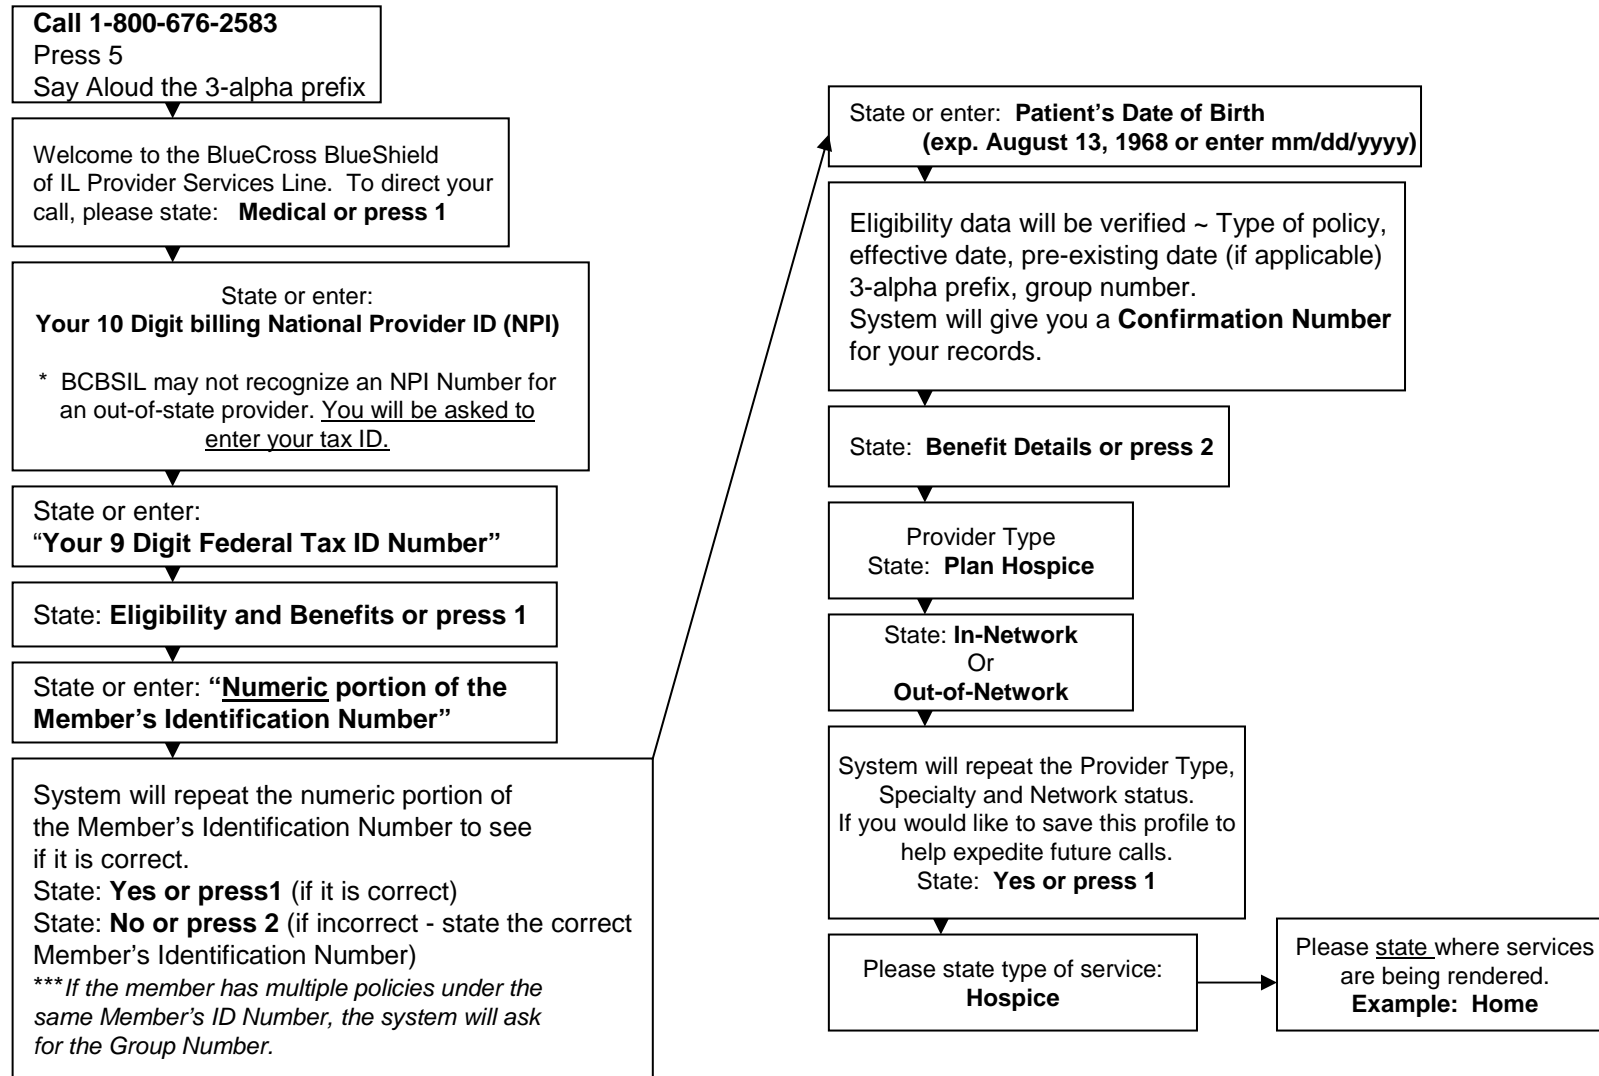 Call 1-800-676-2583
Press 5
Say Aloud the 3-alpha prefix
Welcome to the BlueCross BlueShield
of IL Provider Services Line.  To direct your
call, please state:   Medical or press 1
State or enter:
Your 10 Digit billing National Provider ID (NPI)
*  BCBSIL may not recognize an NPI Number for
an out-of-state provider. You will be asked to
enter your tax ID.
State or enter:
“Your 9 Digit Federal Tax ID Number”
State: Eligibility and Benefits or press 1
State or enter: “Numeric portion of the
Member’s Identification Number”
System will repeat the numeric portion of
the Member’s Identification Number to see
if it is correct.
State: Yes or press1 (if it is correct)
State: No or press 2 (if incorrect - state the correct
Member’s Identification Number)
***If the member has multiple policies under the
same Member’s ID Number, the system will ask
for the Group Number.
State or enter:  Patient’s Date of Birth
(exp. August 13, 1968 or enter mm/dd/yyyy)
Eligibility data will be verified ~ Type of policy,
effective date, pre-existing date (if applicable)
3-alpha prefix, group number.
System will give you a Confirmation Number
for your records.
State:  Benefit Details or press 2
Provider Type
State:  Plan Hospice
State: In-Network
Or
Out-of-Network
System will repeat the Provider Type,
Specialty and Network status.
If you would like to save this profile to
help expedite future calls.
State:  Yes or press 1
Please state type of service:
Hospice
Please state where services
are being rendered.
Example:  Home